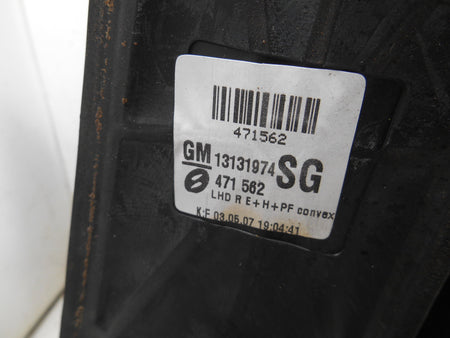 471562
GM 13131974 SG
471 562
LHD R E+H+PF convex
K:F 03.05.07 19:04:41